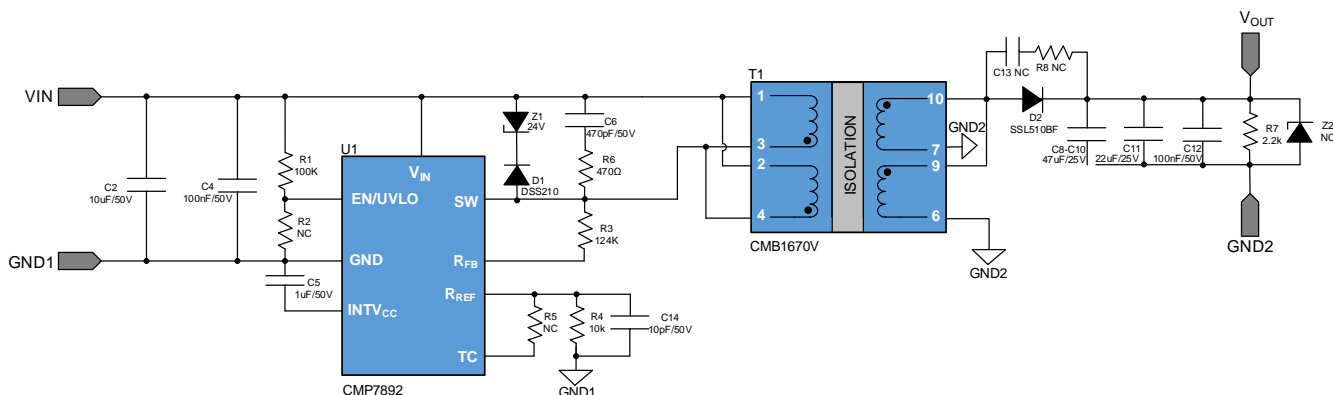 VIN
GND1
C2
10uF/50V
C4
100nF/50V
R1
100K
R2
NC
C5
1uF/50V
U1
VIN
EN/UVLO
SW
GND
RFB
RREF
INTVCC
TC
CMP7892
Z1
24V
D1
DSS210
C6
470pF/50V
R6
470Ω
R3
124K
R5
NC
R4
10k
C14
10pF/50V
GND1
T1
1
3
2
4
ISOLATION
10
7
9
6
CMB1670V
GND2
GND2
C13 NC
R8 NC
D2
SSL510BF
C8-C10
47uF/25V
C11
22uF/25V
C12
100nF/50V
R7
2.2k
Z2
NC
VOUT
GND2